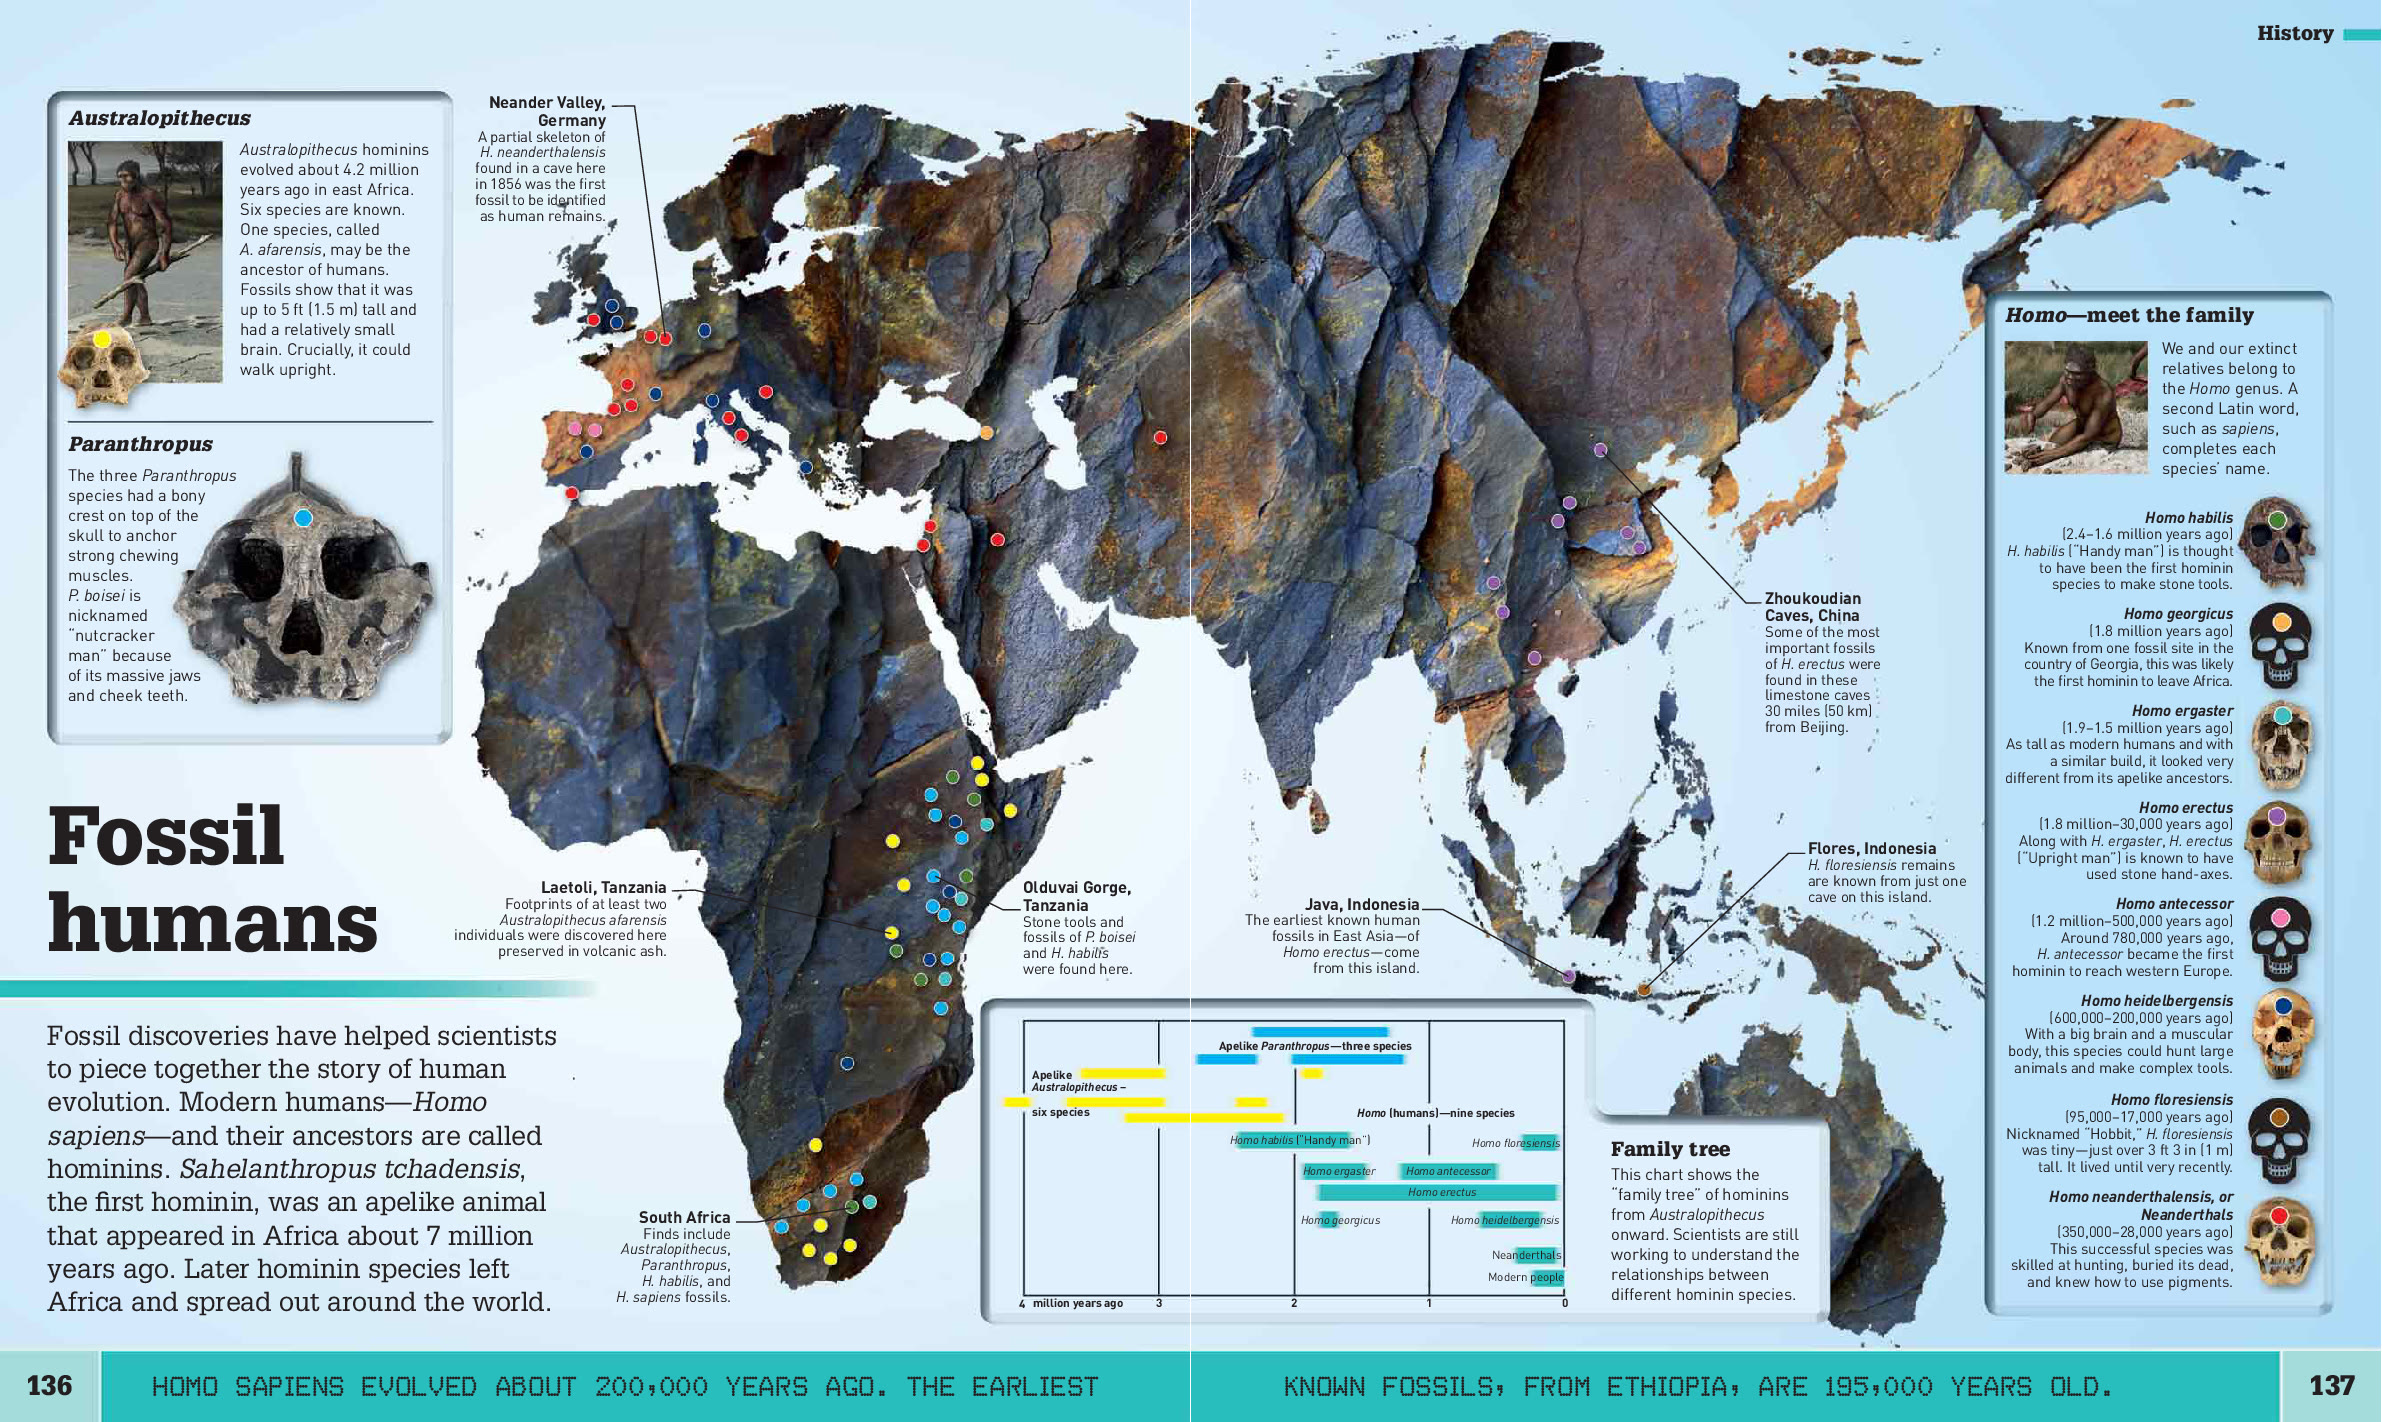 History
Australopithecus
Australopithecus hominins
evolved about 4.2 million
years ago in east Africa.
Six species are known.
One species, called
A. afarensis, may be the
ancestor of humans.
Fossils show that it was
up to 5 ft (1.5 m) tall and
had a relatively small
brain. Crucially, it could
walk upright.
Paranthropus
The three Paranthropus
species had a bony
crest on top of the
skull to anchor
strong chewing
muscles.
P. boisei is
nicknamed
“nutcracker
man” because
of its massive jaws
and cheek teeth.
Neander Valley,
Germany
A partial skeleton of
H. neanderthalensis
found in a cave here
in 1856 was the first
fossil to be identified
as human remains.
Fossil
humans
Fossil discoveries have helped scientists
to piece together the story of human
evolution. Modern humans—Homo
sapiens—and their ancestors are called
hominins. Sahelanthropus tchadensis,
the first hominin, was an apelike animal
that appeared in Africa about 7 million
years ago. Later hominin species left
Africa and spread out around the world.
Laetoli, Tanzania
Footprints of at least two
Australopithecus afarensis
individuals were discovered here
preserved in volcanic ash.
Olduvai Gorge,
Tanzania
Stone tools and
fossils of P. boisei
and H. habilis
were found here.
South Africa
Finds include
Australopithecus,
Paranthropus,
H. habilis, and
H. sapiens fossils.
Zhoukoudian
Caves, China
Some of the most
important fossils
of H. erectus were
found in these
limestone caves
30 miles (50 km)
from Beijing.
Java, Indonesia
The earliest known human
fossils in East Asia—of
Homo erectus—come
from this island.
Flores, Indonesia
H. floresiensis remains
are known from just one
cave on this island.
Apelike Paranthropus—three species
Apelike
Australopithecus –
six species
Homo (humans)—nine species
Homo habilis (“Handy man”)
Homo floresiensis
Homo ergaster
Homo antecessor
Homo erectus
Homo georgicus
Homo heidelbergensis
Neanderthals
Modern people
4 million years ago 3 2 1 0
Family tree
This chart shows the
“family tree” of hominins
from Australopithecus
onward. Scientists are still
working to understand the
relationships between
different hominin species.
Homo—meet the family
We and our extinct
relatives belong to
the Homo genus. A
second Latin word,
such as sapiens,
completes each
species’ name.
Homo habilis
(2.4–1.6 million years ago)
H. habilis (“Handy man”) is thought
to have been the first hominin
species to make stone tools.
Homo georgicus
(1.8 million years ago)
Known from one fossil site in the
country of Georgia, this was likely
the first hominin to leave Africa.
Homo ergaster
(1.9–1.5 million years ago)
As tall as modern humans and with
a similar build, it looked very
different from its apelike ancestors.
Homo erectus
(1.8 million–30,000 years ago)
Along with H. ergaster, H. erectus
(“Upright man”) is known to have
used stone hand-axes.
Homo antecessor
(1.2 million–500,000 years ago)
Around 780,000 years ago,
H. antecessor became the first
hominin to reach western Europe.
Homo heidelbergensis
(600,000–200,000 years ago)
With a big brain and a muscular
body, this species could hunt large
animals and make complex tools.
Homo floresiensis
(95,000–17,000 years ago)
Nicknamed “Hobbit,” H. floresiensis
was tiny—just over 3 ft 3 in (1 m)
tall. It lived until very recently.
Homo neanderthalensis, or
Neanderthals
(350,000–28,000 years ago)
This successful species was
skilled at hunting, buried its dead,
and knew how to use pigments.
136 HOMO SAPIENS EVOLVED ABOUT 200,000 YEARS AGO. THE EARLIEST KNOWN FOSSILS, FROM ETHIOPIA, ARE 195,000 YEARS OLD. 137